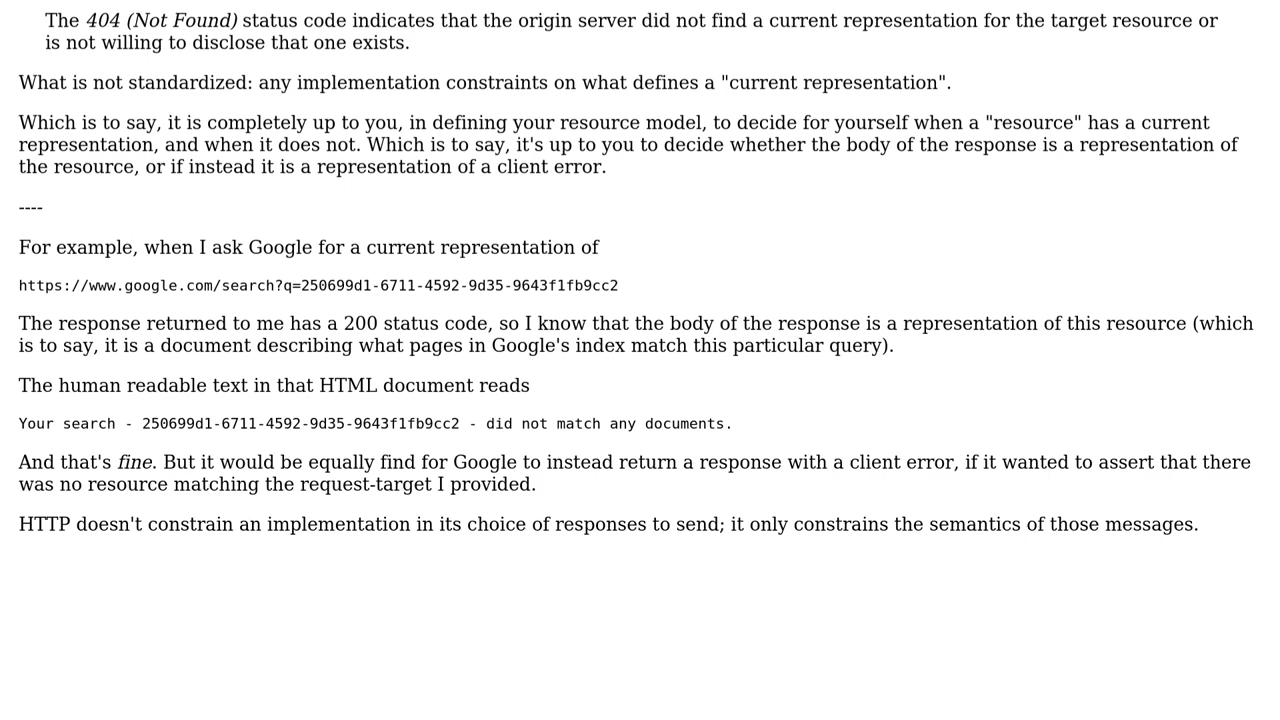 The 404 (Not Found) status code indicates that the origin server did not find a current representation for the target resource or
is not willing to disclose that one exists.
What is not standardized: any implementation constraints on what defines a "current representation".
Which is to say, it is completely up to you, in defining your resource model, to decide for yourself when a "resource" has a current
representation, and when it does not. Which is to say, it's up to you to decide whether the body of the response is a representation of
the resource, or if instead it is a representation of a client error.
----
For example, when I ask Google for a current representation of
https://www.google.com/search?q=250699d1-6711-4592-9d35-9643f1fb9cc2
The response returned to me has a 200 status code, so I know that the body of the response is a representation of this resource (which
is to say, it is a document describing what pages in Google's index match this particular query).
The human readable text in that HTML document reads
Your search - 250699d1-6711-4592-9d35-9643f1fb9cc2 - did not match any documents.
And that's fine. But it would be equally find for Google to instead return a response with a client error, if it wanted to assert that there
was no resource matching the request-target I provided.
HTTP doesn't constrain an implementation in its choice of responses to send; it only constrains the semantics of those messages.